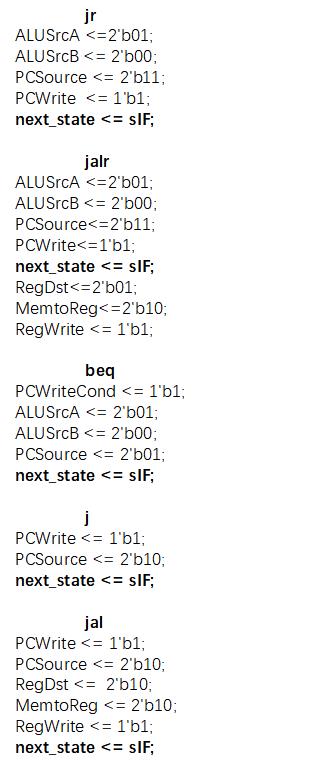 jr
ALUSrcA <=2'b01;
ALUSrcB <= 2'b00;
PCSource <= 2'b11;
PCWrite  <= 1'b1;
next_state <= sIF;
jalr
ALUSrcA <=2'b01;
ALUSrcB <= 2'b00;
PCSource<=2'b11;
PCWrite<=1'b1;
next_state <= sIF;
RegDst<=2'b01;
MemtoReg<=2'b10;
RegWrite <= 1'b1;
beq
PCWriteCond <= 1'b1;
ALUSrcA <= 2'b01;
ALUSrcB <= 2'b00;
PCSource <= 2'b01;
next_state <= sIF;
j
PCWrite <= 1'b1;
PCSource <= 2'b10;
next_state <= sIF;
jal
PCWrite <= 1'b1;
PCSource <= 2'b10;
RegDst <=  2'b10;
MemtoReg <= 2'b10;
RegWrite <= 1'b1;
next_state <= sIF;